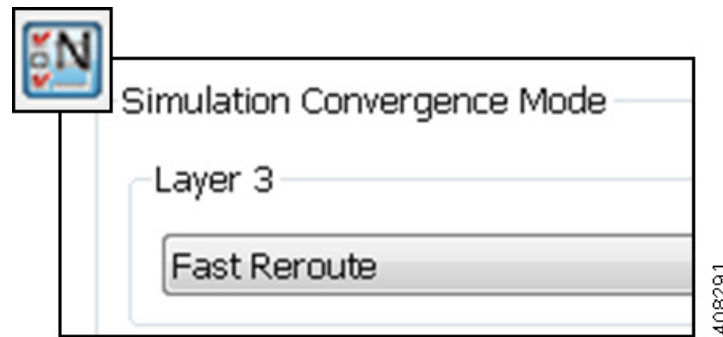 N
Simulation Convergence Mode
Layer 3
Fast Reroute
408291